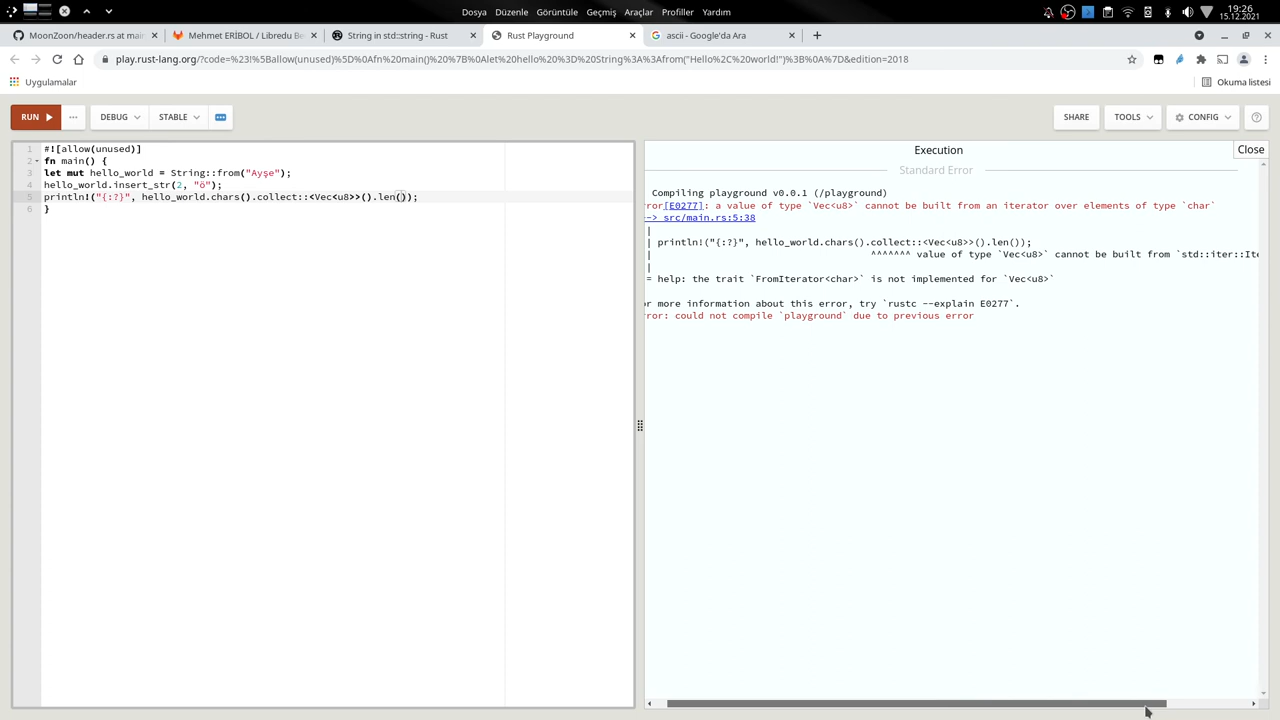 Zoom
Dosya Düzenle Görüntüle Geçmiş Araçlar Profiller Yardım
19:26
15.12.2021
MoonZoon/header.rs at main
Mehmet ERİBOL / Libredu Be
String in std::string - Rust
Rust Playground
ascii - Google'da Ara
play.rust-lang.org/?code=%23!%5Ballow(unused)%5D%0Afn%20main()%20%7B%0Alet%20hello%20%3D%20String%3A%3Afrom("Hello%2C%20world!")%3B%0A%7D&edition=2018
Uygulamalar
Okuma listesi
RUN
DEBUG
STABLE
SHARE
TOOLS
CONFIG
1 #![allow(unused)]
2 fn main() {
3 let mut hello_world = String::from("Ayşe");
4 hello_world.insert_str(2, "ö");
5 println!("{:?}", hello_world.chars().collect::<Vec<u8>>().len());
6 }
Execution
Close
Standard Error
Compiling playground v0.0.1 (/playground)
rror[E0277]: a value of type `Vec<u8>` cannot be built from an iterator over elements of type `char`
--> src/main.rs:5:38
|
| println!("{:?}", hello_world.chars().collect::<Vec<u8>>().len());
| ^^^^^^^ value of type `Vec<u8>` cannot be built from `std::iter::Ite
|
= help: the trait `FromIterator<char>` is not implemented for `Vec<u8>`
or more information about this error, try `rustc --explain E0277`.
rror: could not compile `playground` due to previous error